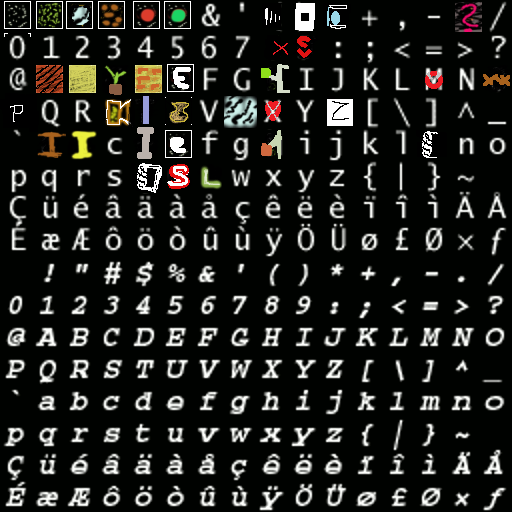 & ' + , - /
0 1 2 3 4 5 6 7 S : ; < = > ?
@ E F G I J K L N
P Q R V Y Z [ \ ] ^ _
` I I c I e f g i j k l n o
p q r s S L w x y z { | } ~
Ç ü é â ä à å ç ê ë è ï î ì Ä Å
É æ Æ ô ö ò û ù ÿ Ö Ü ø £ Ø × ƒ
! " # $ % & ' ( ) * + , - . /
0 1 2 3 4 5 6 7 8 9 : ; < = > ?
@ A B C D E F G H I J K L M N O
P Q R S T U V W X Y Z [ \ ] ^ _
` a b c d e f g h i j k l m n o
p q r s t u v w x y z { | } ~
Ç ü é â ä à å ç ê ë è ï î ì Ä Å
É æ Æ ô ö ò û ù ÿ Ö Ü ø £ Ø × ƒ